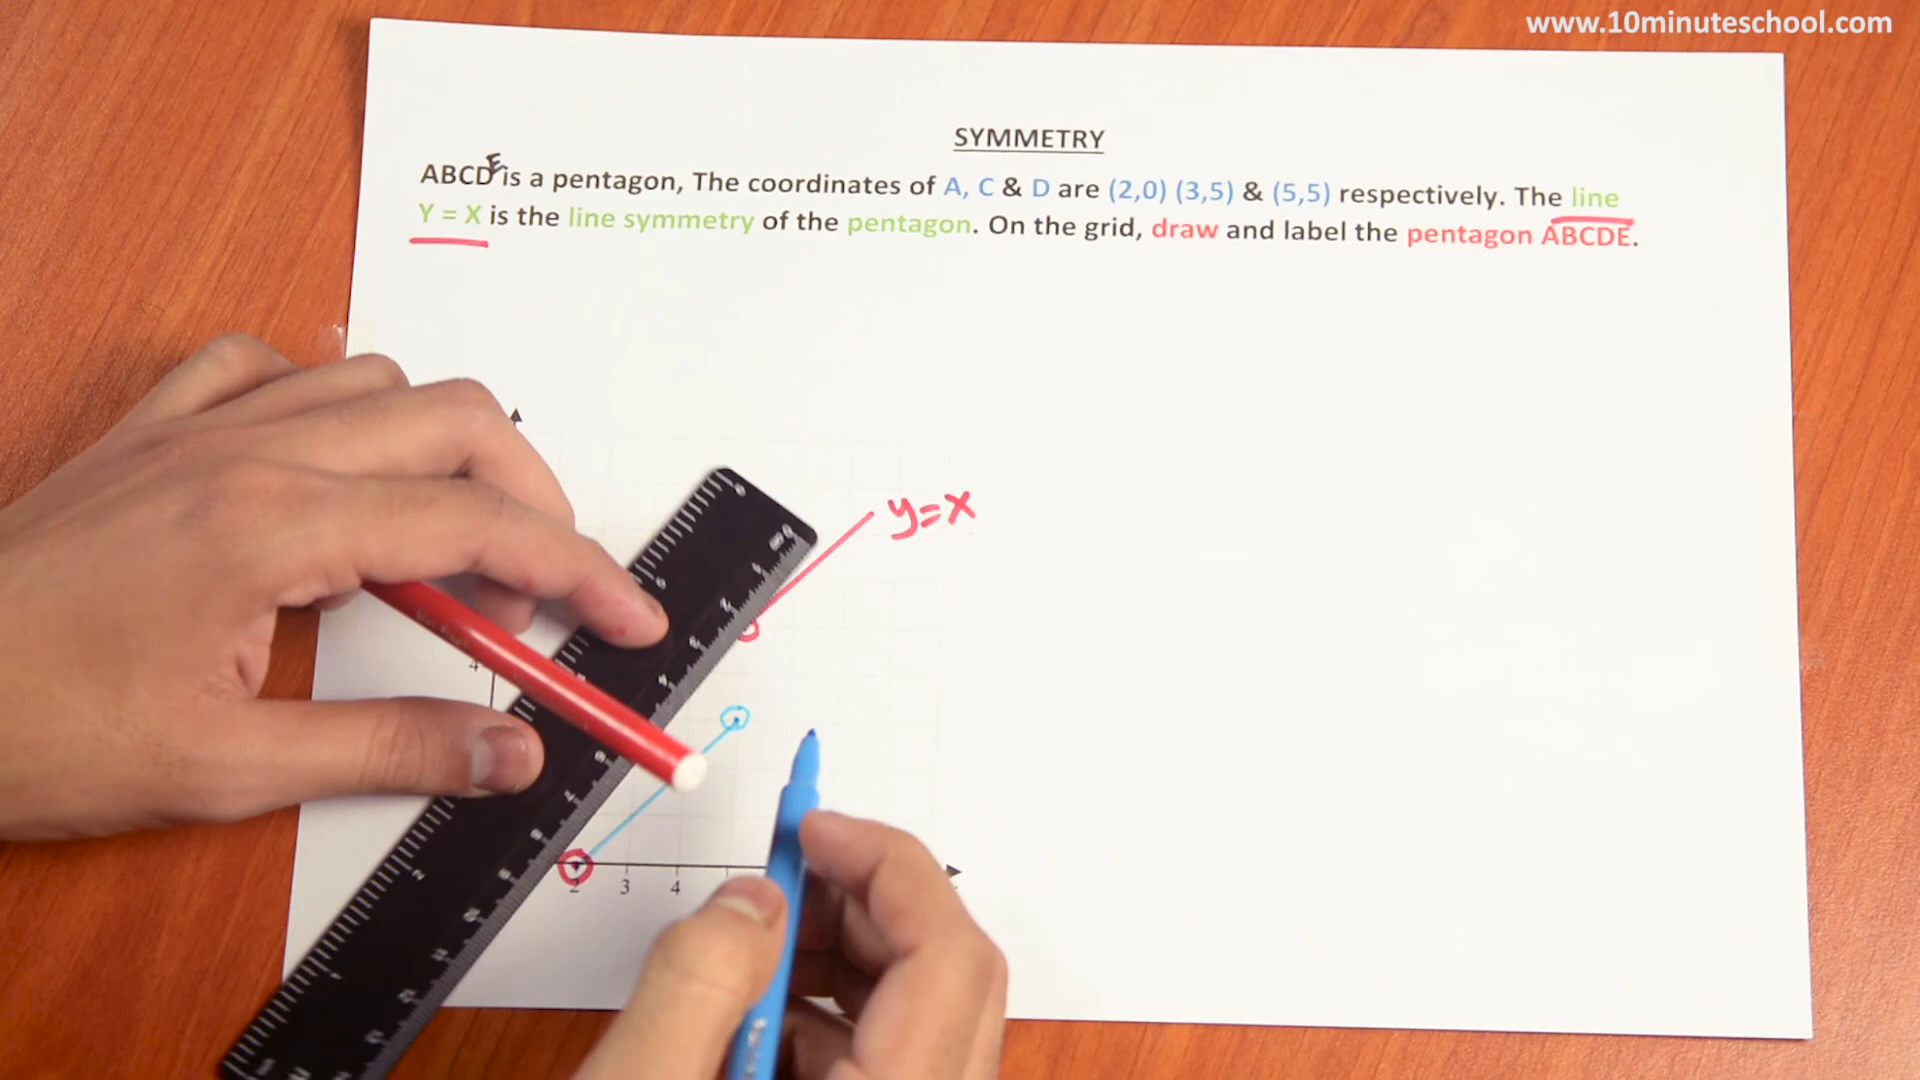 www.10minuteschool.com
SYMMETRY
ABCDE is a pentagon, The coordinates of A, C & D are (2,0) (3,5) & (5,5) respectively. The line
Y = X is the line symmetry of the pentagon. On the grid, draw and label the pentagon ABCDE.
y=x
4
2 3 4